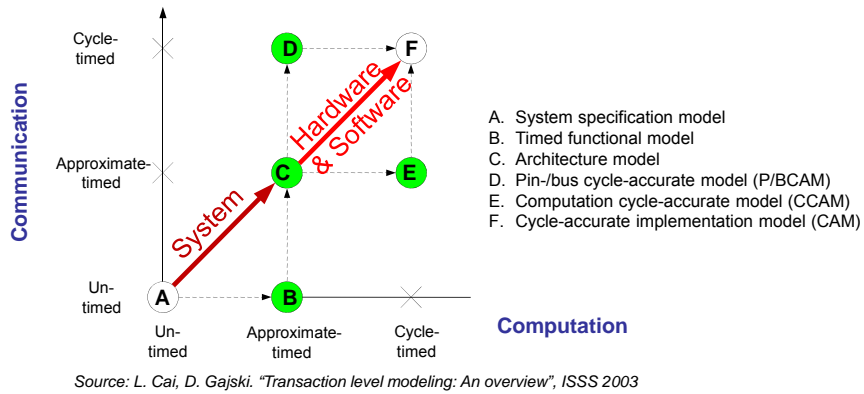 Communication
Cycle-
timed
Approximate-
timed
Un-
timed
D
F
C
E
A
B
System
Hardware
& Software
Un-
timed
Approximate-
timed
Cycle-
timed
Computation
A. System specification model
B. Timed functional model
C. Architecture model
D. Pin-/bus cycle-accurate model (P/BCAM)
E. Computation cycle-accurate model (CCAM)
F. Cycle-accurate implementation model (CAM)
Source: L. Cai, D. Gajski. “Transaction level modeling: An overview”, ISSS 2003